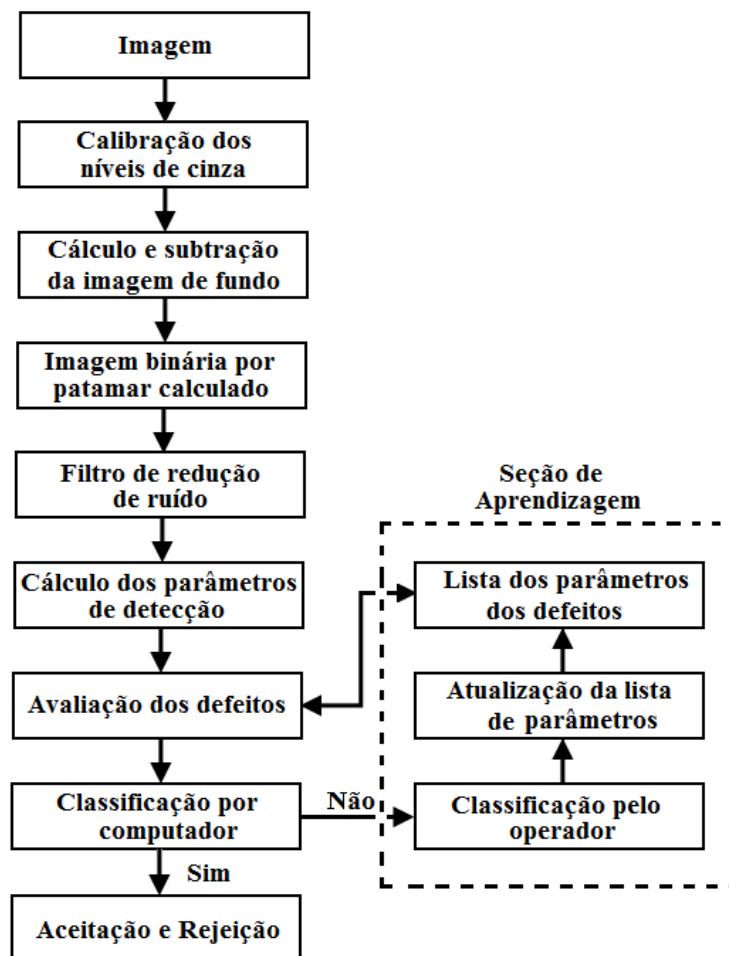 Imagem
Calibração dos
níveis de cinza
Cálculo e subtração
da imagem de fundo
Imagem binária por
patamar calculado
Filtro de redução
de ruído
Cálculo dos parâmetros
de detecção
Avaliação dos defeitos
Classificação por
computador
Não
Sim
Aceitação e Rejeição
Seção de
Aprendizagem
Lista dos parâmetros
dos defeitos
Atualização da lista
de parâmetros
Classificação pelo
operador